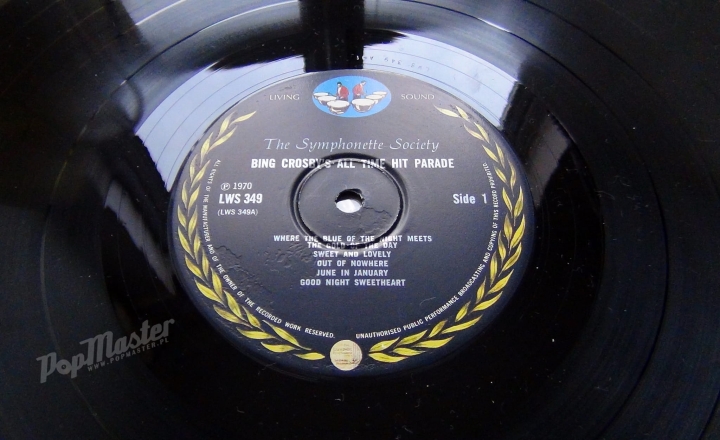 LIVING SOUND
The Symphonette Society
BING CROSBY'S ALL TIME HIT PARADE
℗ 1970
LWS 349
(LWS 349A)
Side 1
WHERE THE BLUE OF THE NIGHT MEETS
THE GOLD OF THE DAY
SWEET AND LOVELY
OUT OF NOWHERE
JUNE IN JANUARY
GOOD NIGHT SWEETHEART
ALL RIGHTS OF THE MANUFACTURER AND OF THE OWNER OF THE RECORDED WORK RESERVED. UNAUTHORISED PUBLIC PERFORMANCE BROADCASTING AND COPYING OF THIS RECORD PROHIBITED.
PopMaster
WWW.POPMASTER.PL